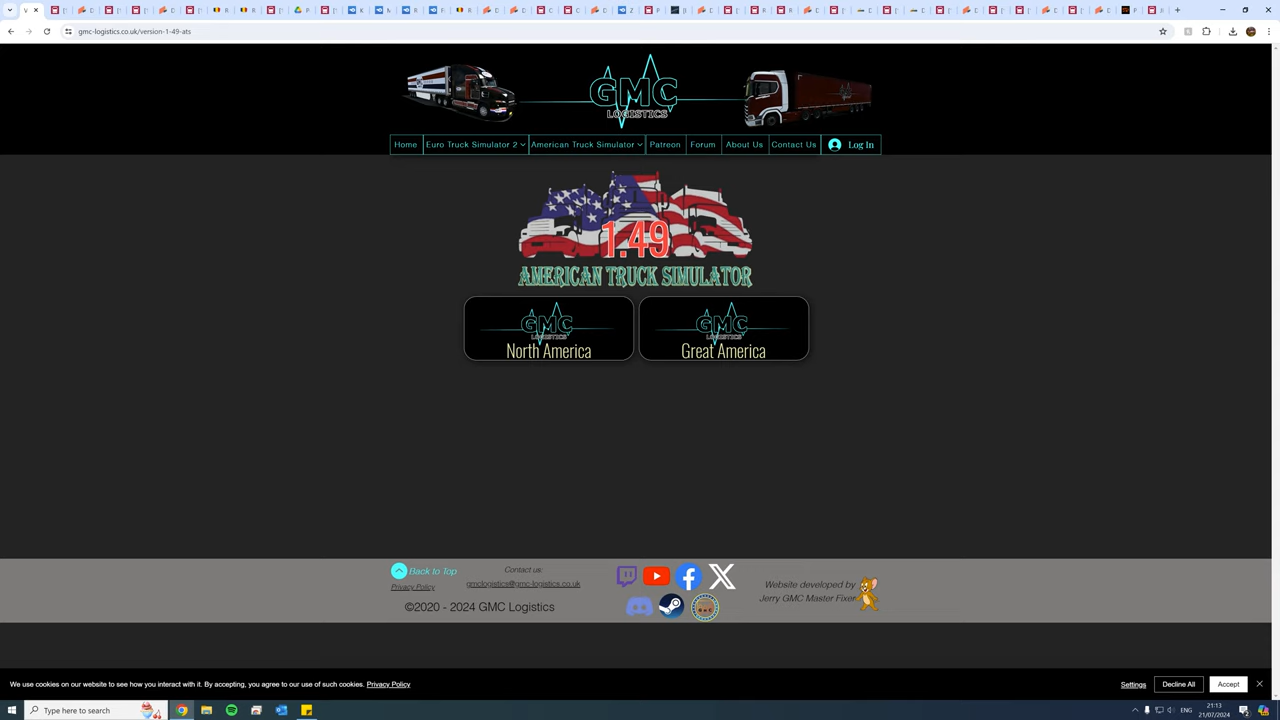 gmc-logistics.co.uk/version-1-49-ats
GMC
LOGISTICS
Home
Euro Truck Simulator 2
American Truck Simulator
Patreon
Forum
About Us
Contact Us
Log In
1.49
AMERICAN TRUCK SIMULATOR
GMC
LOGISTICS
North America
GMC
LOGISTICS
Great America
Back to Top
Privacy Policy
Contact us:
gmclogistics@gmc-logistics.co.uk
©2020 - 2024 GMC Logistics
Website developed by
Jerry GMC Master Fixer
We use cookies on our website to see how you interact with it. By accepting, you agree to our use of such cookies. Privacy Policy
Settings
Decline All
Accept
Type here to search
ENG
21:13
21/07/2024